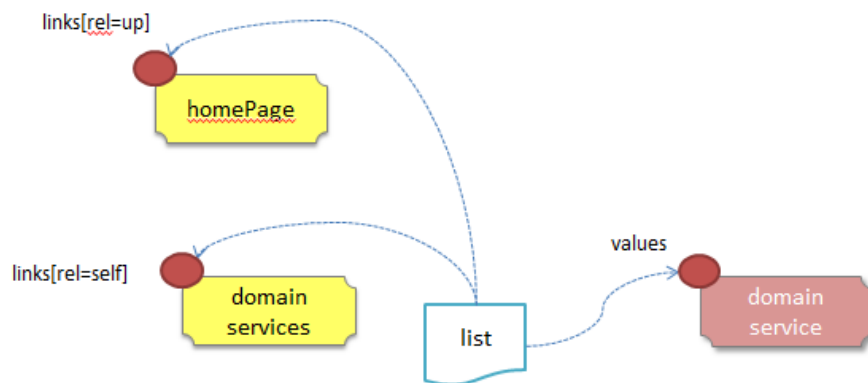 links[rel=up]
homePage
links[rel=self]
domain
services
list
values
domain
service